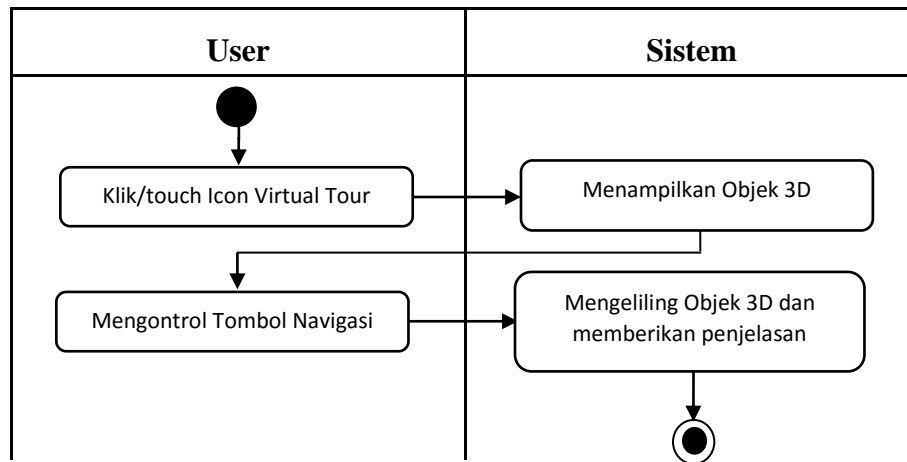 User
Sistem
Klik/touch Icon Virtual Tour
Menampilkan Objek 3D
Mengontrol Tombol Navigasi
Mengeliling Objek 3D dan
memberikan penjelasan